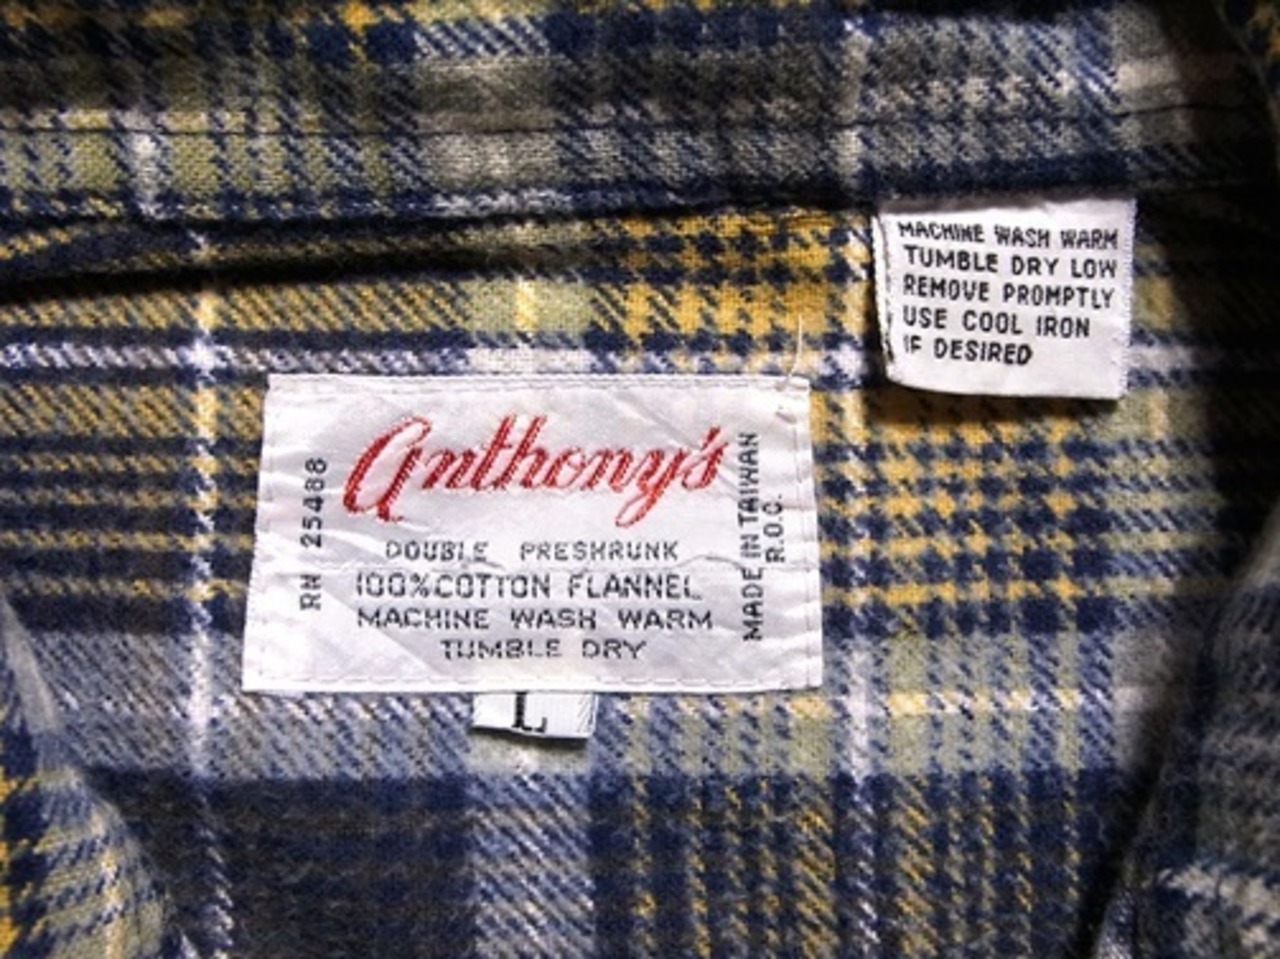 MACHINE WASH WARM
TUMBLE DRY LOW
REMOVE PROMPTLY
USE COOL IRON
IF DESIRED
Anthony's
RN 25488
MADE IN TAIWAN
R.O.C.
DOUBLE PRESHRUNK
100% COTTON FLANNEL
MACHINE WASH WARM
TUMBLE DRY
L